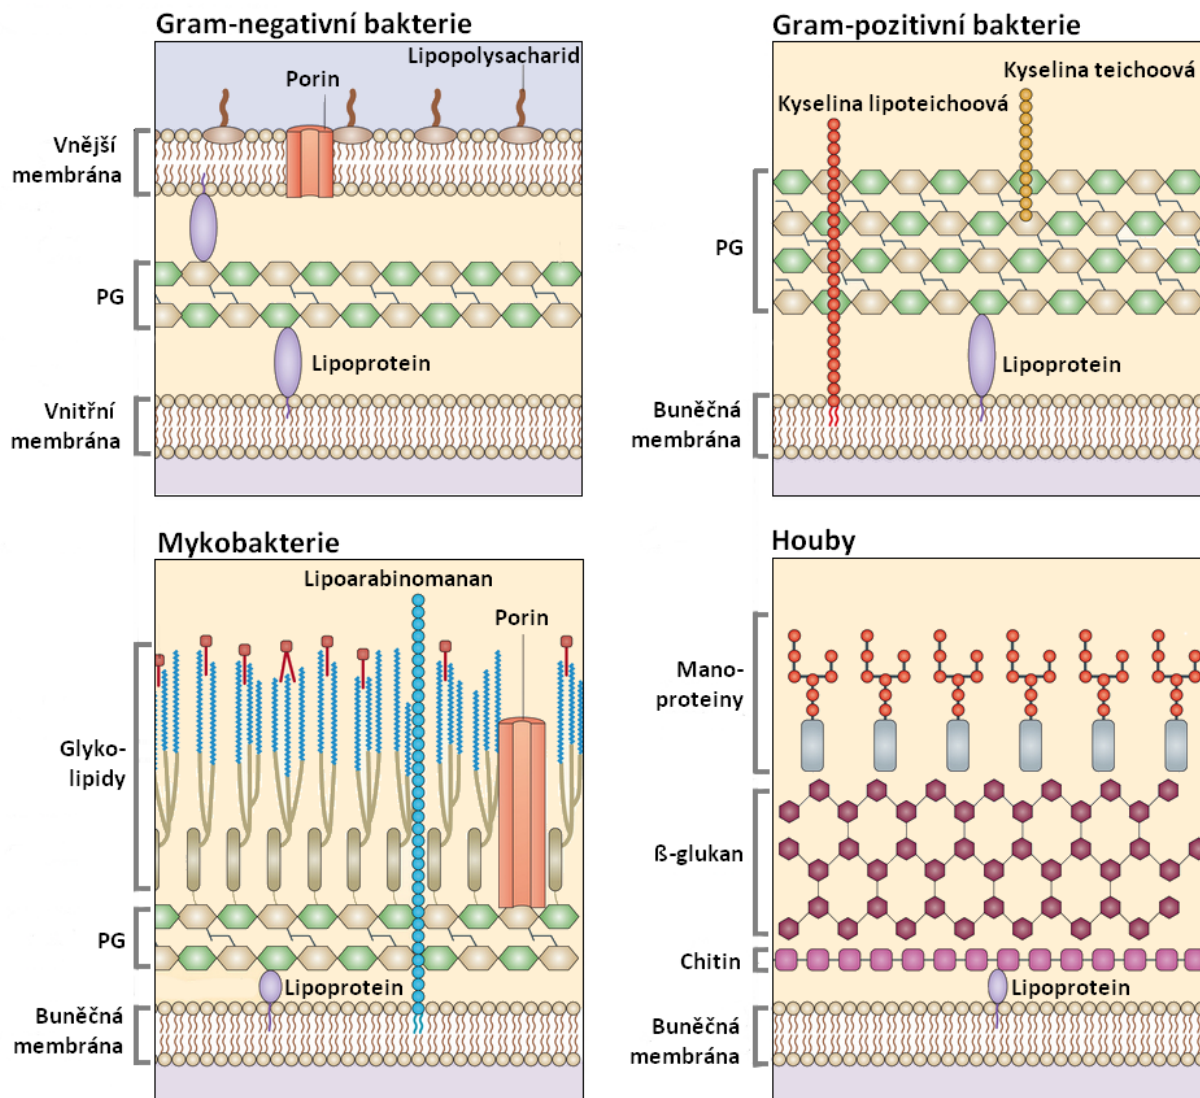 Gram-negativní bakterie
Lipopolysacharid
Porin
Vnější
membrána
PG
Lipoprotein
Vnitřní
membrána
Gram-pozitivní bakterie
Kyselina teichoová
Kyselina lipoteichoová
PG
Lipoprotein
Buněčná
membrána
Mykobakterie
Lipoarabinomanan
Porin
Glyko-
lipidy
PG
Lipoprotein
Buněčná
membrána
Houby
Mano-
proteiny
ß-glukan
Chitin
Lipoprotein
Buněčná
membrána